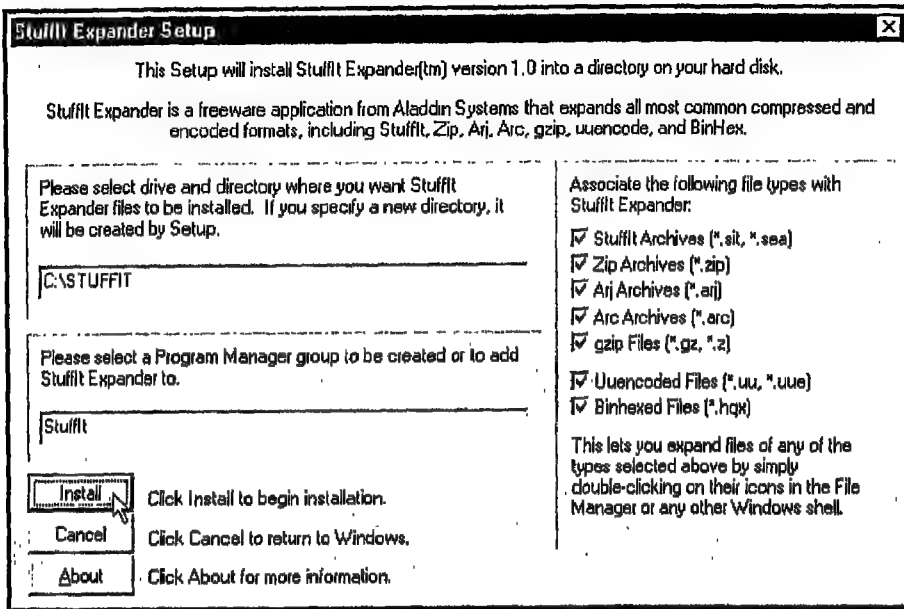 StuffIt Expander Setup
This Setup will install StuffIt Expander(tm) version 1.0 into a directory on your hard disk.
StuffIt Expander is a freeware application from Aladdin Systems that expands all most common compressed and
encoded formats, including StuffIt, Zip, Arj, Arc, gzip, uuencode, and BinHex.
Please select drive and directory where you want StuffIt
Expander files to be installed. If you specify a new directory, it
will be created by Setup.
C:\STUFFIT
Please select a Program Manager group to be created or to add
StuffIt Expander to.
StuffIt
Install
Click Install to begin installation.
Cancel
Click Cancel to return to Windows.
About
Click About for more information.
Associate the following file types with
StuffIt Expander:
StuffIt Archives (*.sit, *.sea)
Zip Archives (*.zip)
Arj Archives (*.arj)
Arc Archives (*.arc)
gzip Files (*.gz, *.z)
Uuencoded Files (*.uu, *.uue)
Binhexed Files (*.hqx)
This lets you expand files of any of the
types selected above by simply
double-clicking on their icons in the File
Manager or any other Windows shell.